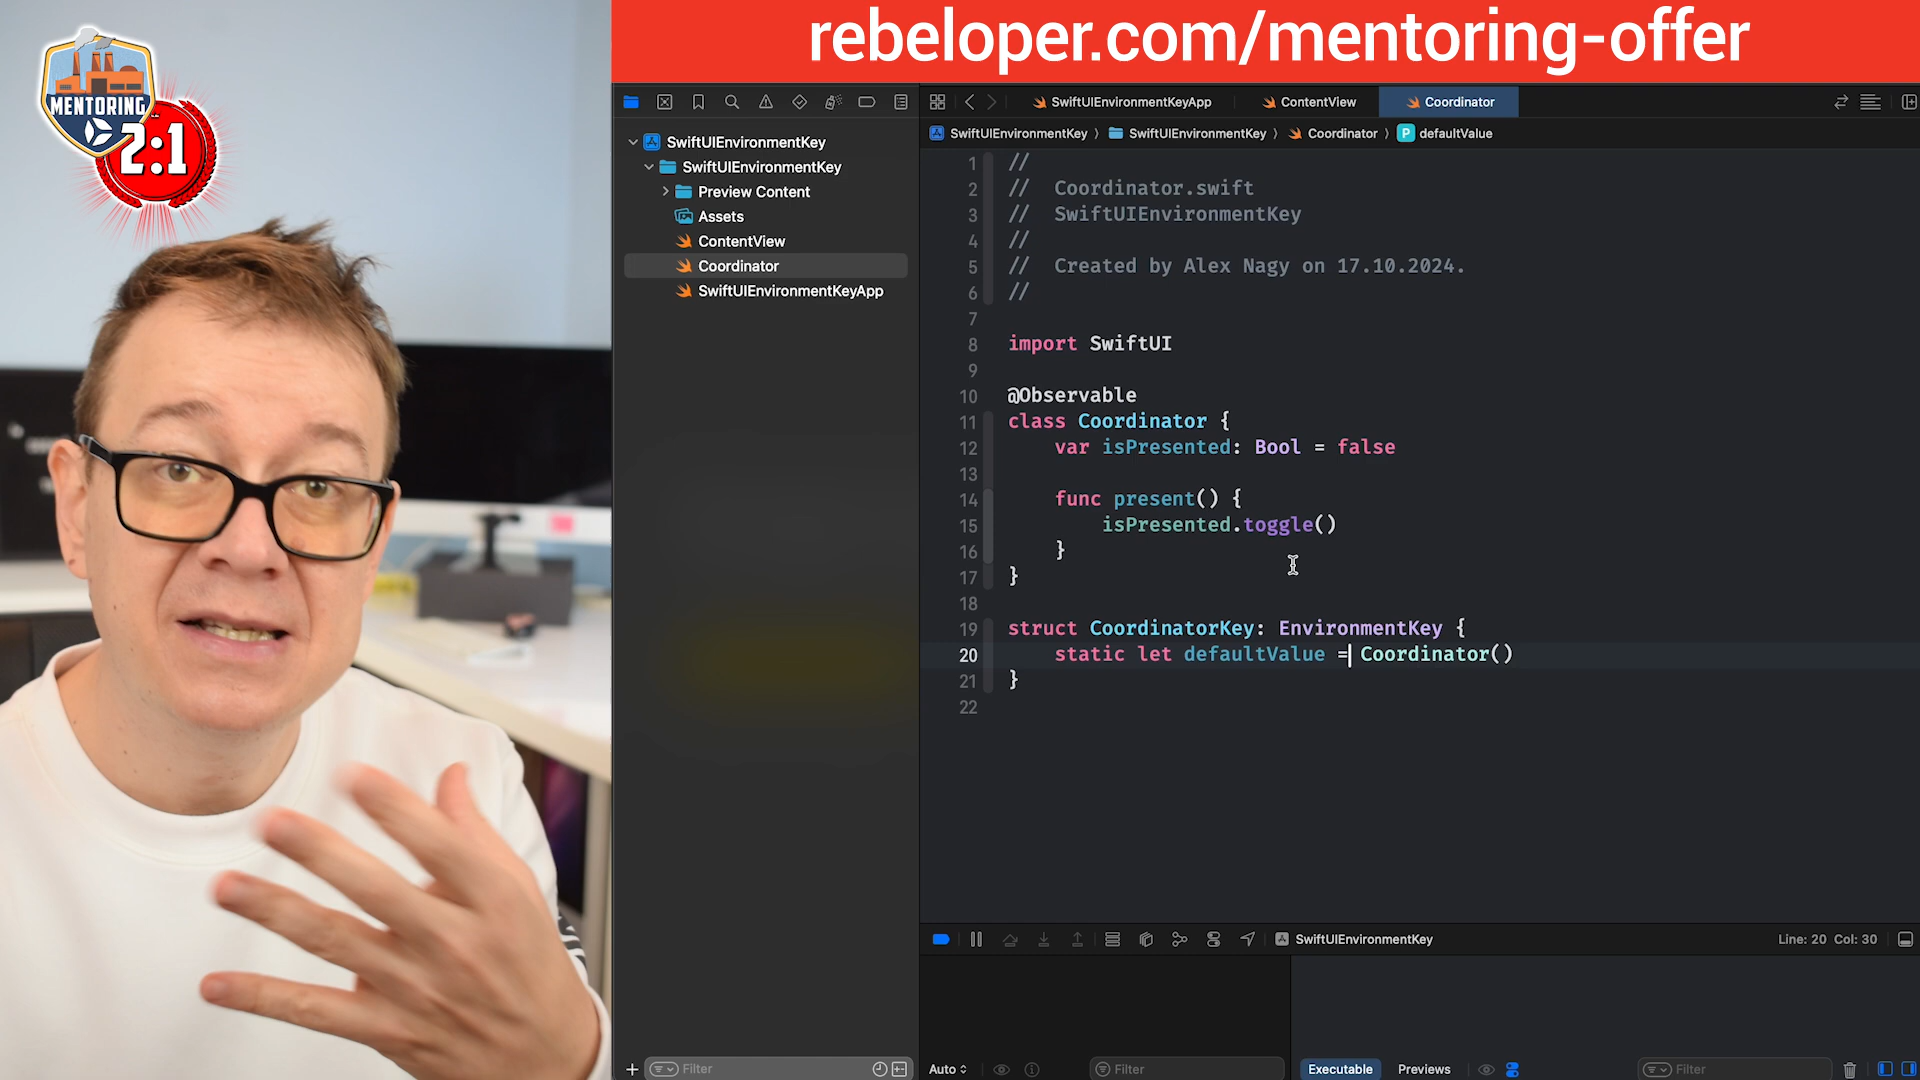 rebeloper.com/mentoring-offer
MENTORING
2:1
SwiftUIEnvironmentKeyApp
ContentView
Coordinator
SwiftUIEnvironmentKey
SwiftUIEnvironmentKey
Coordinator
P defaultValue
SwiftUIEnvironmentKey
SwiftUIEnvironmentKey
Preview Content
Assets
ContentView
Coordinator
SwiftUIEnvironmentKeyApp
1 //
2 // Coordinator.swift
3 // SwiftUIEnvironmentKey
4 //
5 // Created by Alex Nagy on 17.10.2024.
6 //
7
8 import SwiftUI
9
10 @Observable
11 class Coordinator {
12 var isPresented: Bool = false
13
14 func present() {
15 isPresented.toggle()
16 }
17 }
18
19 struct CoordinatorKey: EnvironmentKey {
20 static let defaultValue = Coordinator()
21 }
22
SwiftUIEnvironmentKey
Line: 20 Col: 30
Filter
Auto
Filter
Executable
Previews
Filter